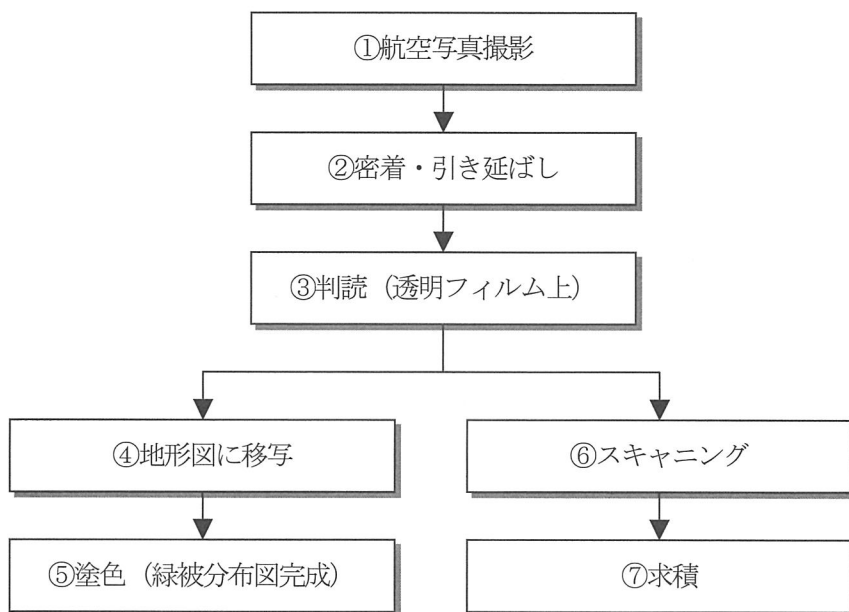 ①航空写真撮影
②密着・引き延ばし
③判読（透明フィルム上）
④地形図に移写
⑥スキャニング
⑤塗色（緑被分布図完成）
⑦求積